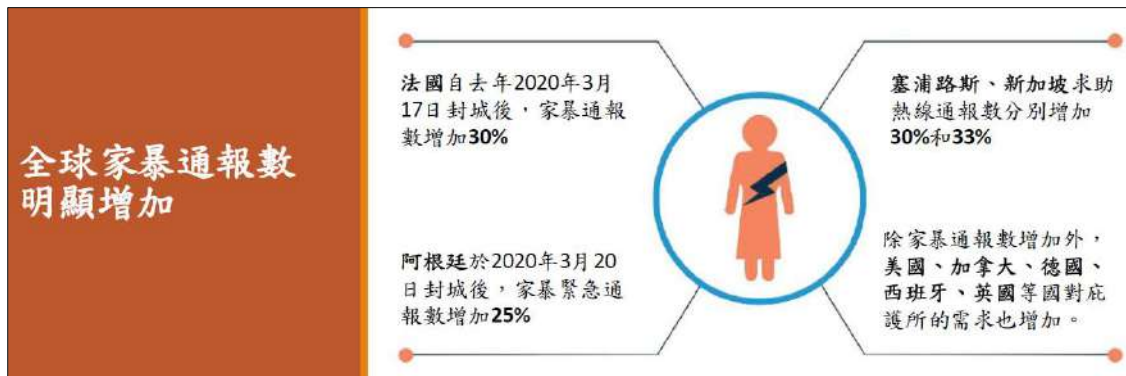 全球家暴通報數
明顯增加
法國自去年2020年3月
17日封城後，家暴通報
數增加30%
阿根廷於2020年3月20
日封城後，家暴緊急通
報數增加25%
塞浦路斯、新加坡求助
熱線通報數分別增加
30%和33%
除家暴通報數增加外，
美國、加拿大、德國、
西班牙、英國等國對庇
護所的需求也增加。